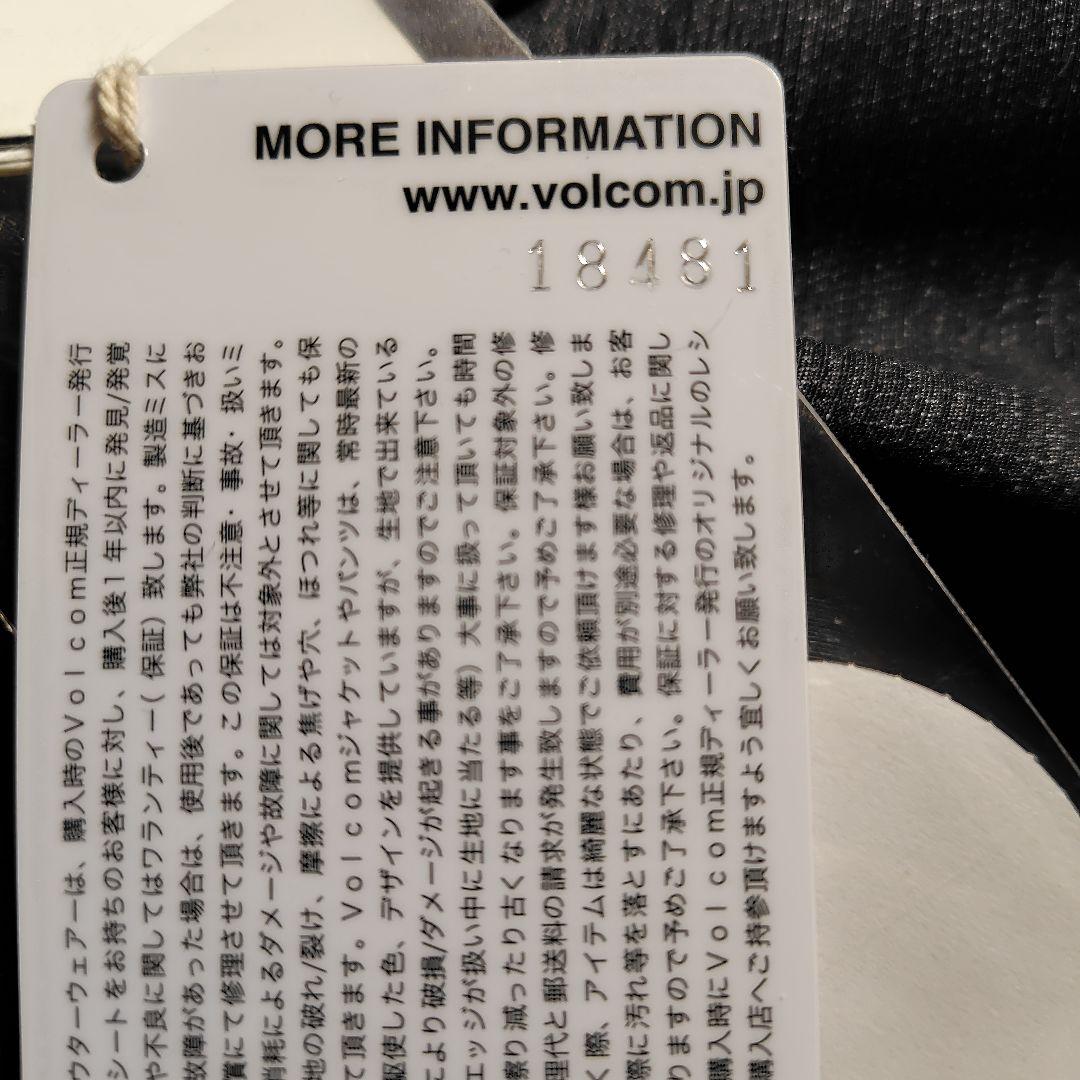 MORE INFORMATION
www.volcom.jp
18481
ウターウェアーは、購入時のVolcom正規ディーラー発行
シートをお持ちのお客様に対し、購入後1年以内に発見/発覚
や不良に関してはワランティー(保証)致します。製造ミスに
故障があった場合は、使用後であっても弊社の判断に基づきお
償にて修理させて頂きます。この保証は不注意・事故・扱いミ
消耗によるダメージや故障に関しては対象外とさせて頂きます。
地の破れ/裂け、摩擦による焦げや穴、ほつれ等に関しても保
て頂きます。Volcomジャケットやパンツは、常時最新の
駆使した色、デザインを提供していますが、生地で出来ている
により破損/ダメージが起きる事がありますのでご注意下さい。
エッジが扱い中に生地に当たる等)大事に扱って頂いても時間
擦り減ったり古くなります事をご了承下さい。保証対象外の修
理代と郵送料の請求が発生致しますので予めご了承下さい。修
く際、アイテムは綺麗な状態でご依頼頂けます様お願い致しま
際に汚れ等を落とすにあたり、費用が別途必要な場合は、お客
りますので予めご了承下さい。保証に対する修理や返品に関し
購入時にVolcom正規ディーラー発行のオリジナルのレシ
購入店へご持参頂けますよう宜しくお願い致します。